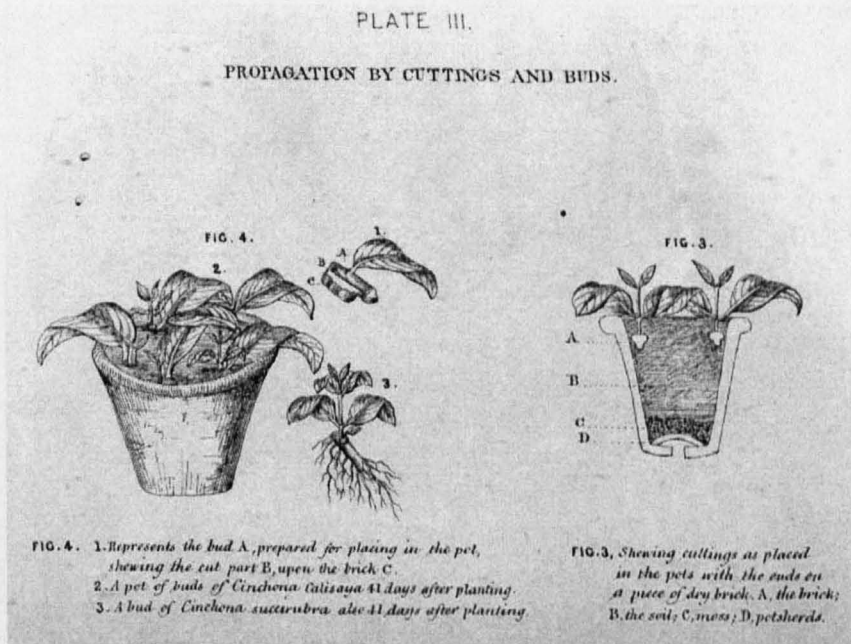 PLATE III.
PROPAGATION BY CUTTINGS AND BUDS.
FIG. 4.
2.
1.
A
B
C
3.
FIG. 3.
A
B
C
D
FIG. 4. 1. Represents the bud A, prepared for placing in the pot,
shewing the cut part B, upon the brick C.
2. A pot of buds of Cinchona Calisaya 41 days after planting.
3. A bud of Cinchona succirubra also 41 days after planting.
FIG. 3, Shewing cuttings as placed
in the pots with the ends on
a piece of dry brick. A, the brick;
B, the soil; C, moss; D, potsherds.